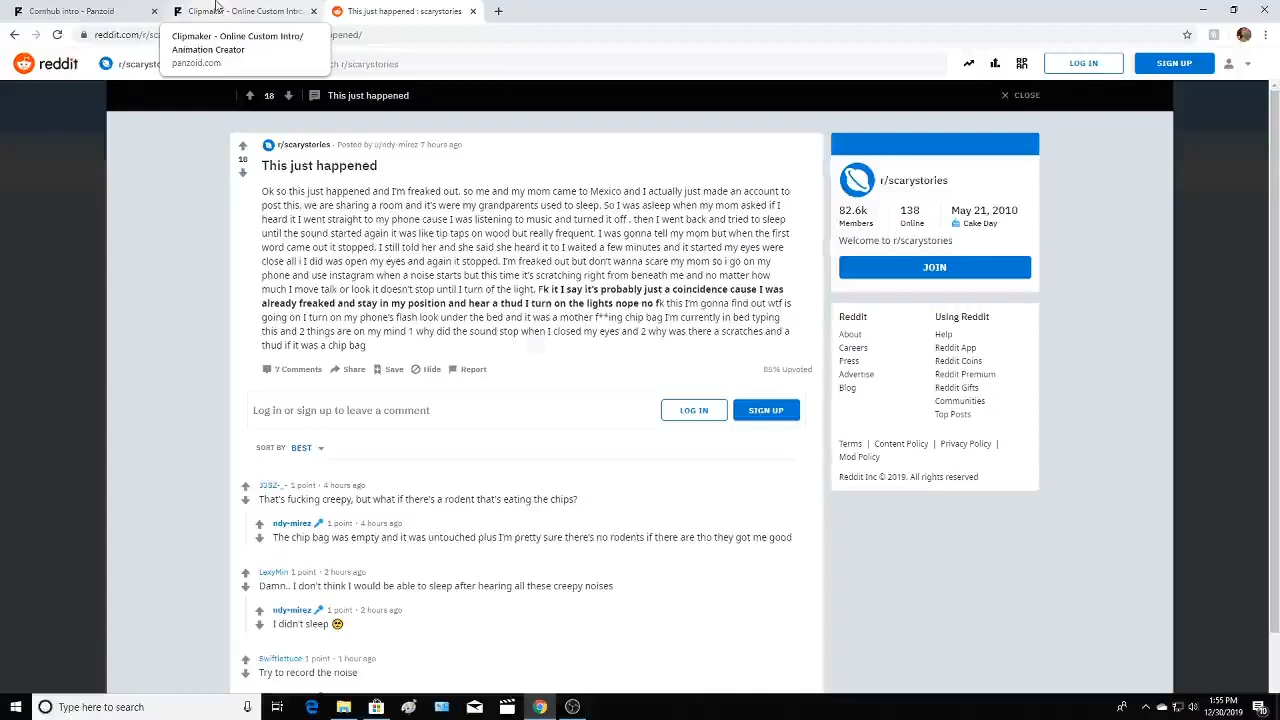 Cornhub intro - Panzoid
Clipmaker - Online Custom Intro
This just happened : scarystories
Clipmaker - Online Custom Intro/
Animation Creator
panzoid.com
reddit.com/r/sc
ppened/
reddit
r/scarysto
ch r/scarystories
LOG IN
SIGN UP
18
This just happened
CLOSE
r/scarystories · Posted by u/ndy-mirez 7 hours ago
18
This just happened
Ok so this just happened and I'm freaked out. so me and my mom came to Mexico and I actually just made an account to
post this. we are sharing a room and it's were my grandparents used to sleep. So I was asleep when my mom asked if I
heard it I went straight to my phone cause I was listening to music and turned it off . then I went back and tried to sleep
until the sound started again it was like tip taps on wood but really frequent. I was gonna tell my mom but when the first
word came out it stopped. I still told her and she said she heard it to I waited a few minutes and it started my eyes were
close all i I did was open my eyes and again it stopped. I'm freaked out but don't wanna scare my mom so i go on my
phone and use instagram when a noise starts but this time it's scratching right from beneath me and no matter how
much I move talk or look it doesn't stop until I turn of the light. Fk it I say it's probably just a coincidence cause I was
already freaked and stay in my position and hear a thud I turn on the lights nope no fk this I'm gonna find out wtf is
going on I turn on my phone's flash look under the bed and it was a mother f**ing chip bag I'm currently in bed typing
this and 2 things are on my mind 1 why did the sound stop when I closed my eyes and 2 why was there a scratches and a
thud if it was a chip bag
7 Comments
Share
Save
Hide
Report
85% Upvoted
Log in or sign up to leave a comment
LOG IN
SIGN UP
SORT BY BEST
1 point · 4 hours ago
That's fucking creepy, but what if there's a rodent that's eating the chips?
ndy-mirez 1 point · 4 hours ago
The chip bag was empty and it was untouched plus I'm pretty sure there's no rodents if there are tho they got me good
LexyMin 1 point · 2 hours ago
Damn.. I don't think I would be able to sleep after hearing all these creepy noises
ndy-mirez 1 point · 2 hours ago
I didn't sleep
Swiftlettuce 1 point · 1 hour ago
Try to record the noise
r/scarystories
82.6k
138
May 21, 2010
Members
Online
Cake Day
Welcome to r/scarystories
JOIN
Reddit
Using Reddit
About
Help
Careers
Reddit App
Press
Reddit Coins
Advertise
Reddit Premium
Blog
Reddit Gifts
Communities
Top Posts
Terms | Content Policy | Privacy Policy |
Mod Policy
Reddit Inc © 2019. All rights reserved
Type here to search
1:55 PM
12/30/2019